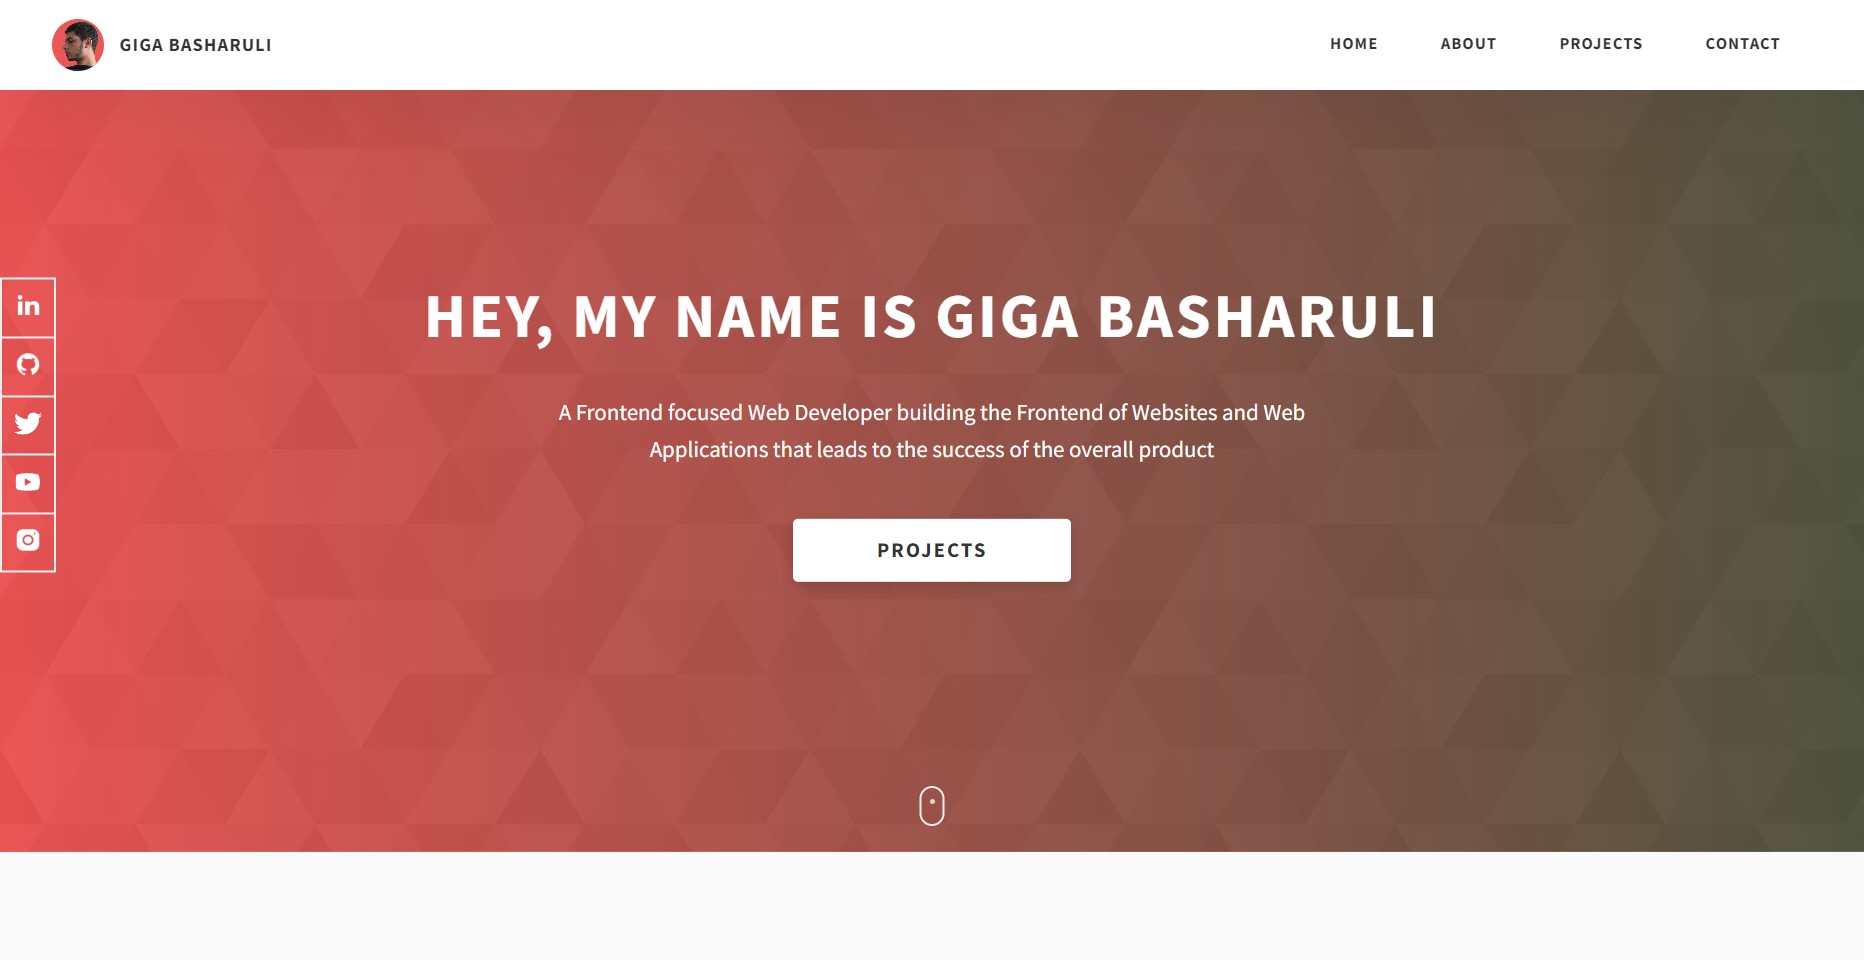 GIGA BASHARULI
HOME
ABOUT
PROJECTS
CONTACT
HEY, MY NAME IS GIGA BASHARULI
A Frontend focused Web Developer building the Frontend of Websites and Web
Applications that leads to the success of the overall product
PROJECTS